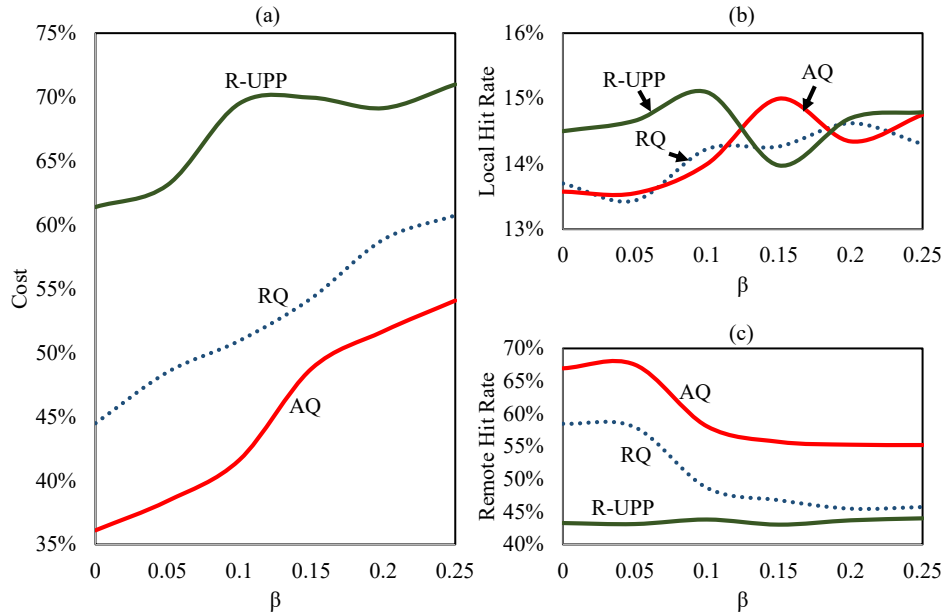 (a)
75%
70%
65%
60%
55%
50%
45%
40%
35%
Cost
R-UPP
RQ
AQ
0 0.05 0.1 0.15 0.2 0.25
β
(b)
16%
15%
14%
13%
Local Hit Rate
R-UPP
AQ
RQ
0 0.05 0.1 0.15 0.2 0.25
β
(c)
70%
65%
60%
55%
50%
45%
40%
Remote Hit Rate
AQ
RQ
R-UPP
0 0.05 0.1 0.15 0.2 0.25
β